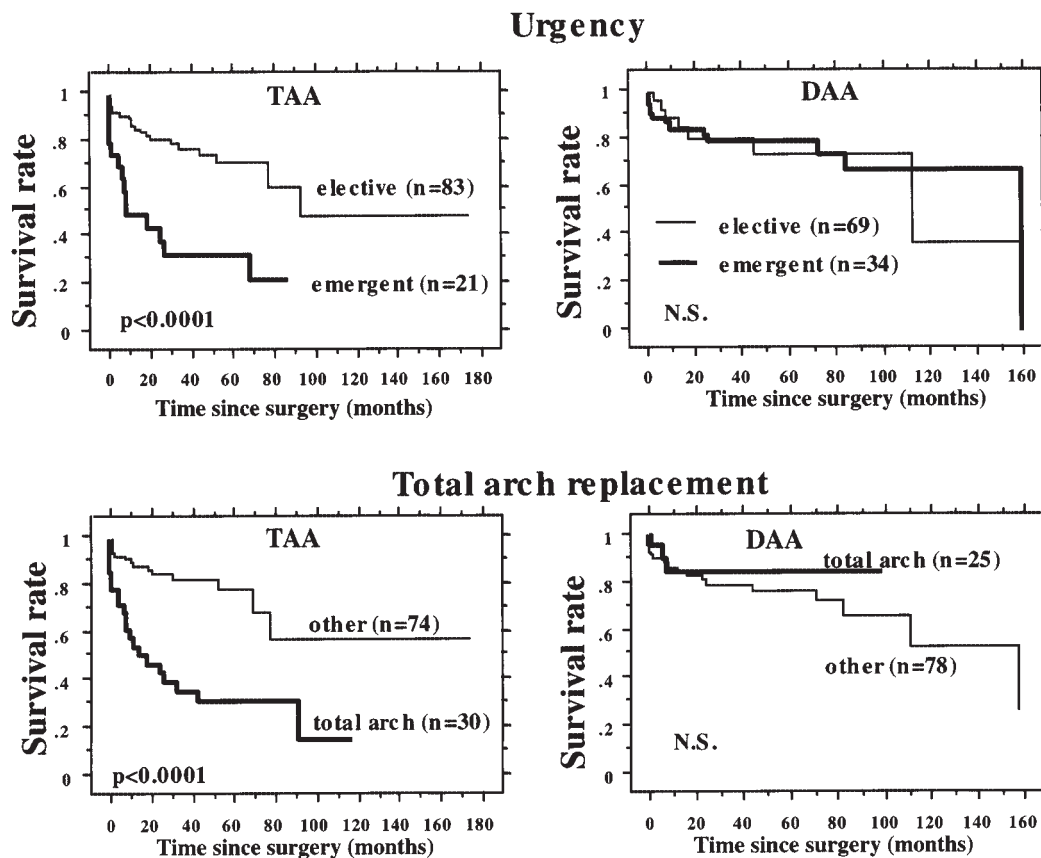 Urgency
TAA
Survival rate
1
.8
.6
.4
.2
0
elective (n=83)
emergent (n=21)
p<0.0001
0 20 40 60 80 100 120 140 160 180
Time since surgery (months)
DAA
Survival rate
1
.8
.6
.4
.2
0
elective (n=69)
emergent (n=34)
N.S.
0 20 40 60 80 100 120 140 160
Time since surgery (months)
Total arch replacement
TAA
Survival rate
1
.8
.6
.4
.2
0
other (n=74)
total arch (n=30)
p<0.0001
0 20 40 60 80 100 120 140 160 180
Time since surgery (months)
DAA
Survival rate
1
.8
.6
.4
.2
0
total arch (n=25)
other (n=78)
N.S.
0 20 40 60 80 100 120 140 160
Time since surgery (months)